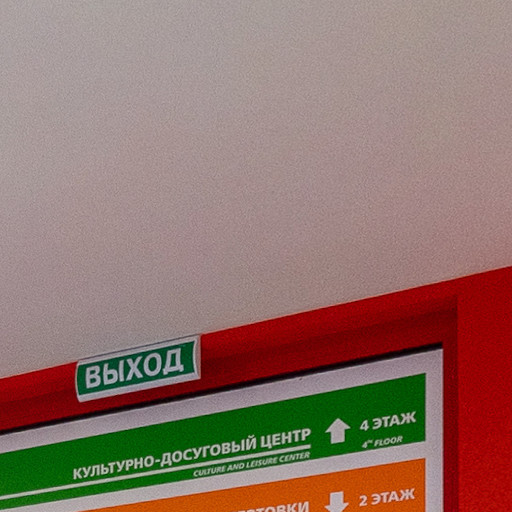 ВЫХОД
КУЛЬТУРНО-ДОСУГОВЫЙ ЦЕНТР
4 ЭТАЖ
CULTURE AND LEISURE CENTER
4TH FLOOR
2 ЭТАЖ